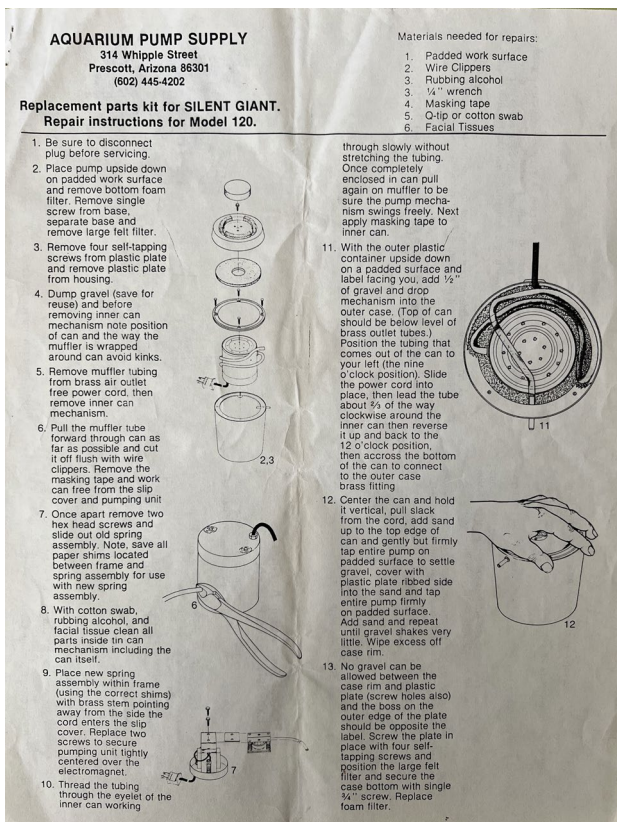 AQUARIUM PUMP SUPPLY
314 Whipple Street
Prescott, Arizona 86301
(602) 445-4202
Replacement parts kit for SILENT GIANT.
Repair instructions for Model 120.
Materials needed for repairs:
1. Padded work surface
2. Wire Clippers
3. Rubbing alcohol
3. ¼" wrench
4. Masking tape
5. Q-tip or cotton swab
6. Facial Tissues
1. Be sure to disconnect
plug before servicing.
2. Place pump upside down
on padded work surface
and remove bottom foam
filter. Remove single
screw from base,
separate base and
remove large felt filter.
3. Remove four self-tapping
screws from plastic plate
and remove plastic plate
from housing.
4. Dump gravel (save for
reuse) and before
removing inner can
mechanism note position
of can and the way the
muffler is wrapped
around can avoid kinks.
5. Remove muffler tubing
from brass air outlet
free power cord, then
remove inner can
mechanism.
6. Pull the muffler tube
forward through can as
far as possible and cut
it off flush with wire
clippers. Remove the
masking tape and work
can free from the slip
cover and pumping unit
7. Once apart remove two
hex head screws and
slide out old spring
assembly. Note, save all
paper shims located
between frame and
spring assembly for use
with new spring
assembly.
8. With cotton swab,
rubbing alcohol, and
facial tissue clean all
parts inside tin can
mechanism including the
can itself.
9. Place new spring
assembly within frame
(using the correct shims)
with brass stem pointing
away from the side the
cord enters the slip
cover. Replace two
screws to secure
pumping unit tightly
centered over the
electromagnet.
10. Thread the tubing
through the eyelet of the
inner can working
2,3
6
7
through slowly without
stretching the tubing.
Once completely
enclosed in can pull
again on muffler to be
sure the pump mecha-
nism swings freely. Next
apply masking tape to
inner can.
11. With the outer plastic
container upside down
on a padded surface and
label facing you, add ½"
of gravel and drop
mechanism into the
outer case. (Top of can
should be below level of
brass outlet tubes.)
Position the tubing that
comes out of the can to
your left (the nine
o'clock position). Slide
the power cord into
place, then lead the tube
about ⅔ of the way
clockwise around the
inner can then reverse
it up and back to the
12 o'clock position,
then accross the bottom
of the can to connect
to the outer case
brass fitting
12. Center the can and hold
it vertical, pull slack
from the cord, add sand
up to the top edge of
can and gently but firmly
tap entire pump on
padded surface to settle
gravel, cover with
plastic plate ribbed side
into the sand and tap
entire pump firmly
on padded surface.
Add sand and repeat
until gravel shakes very
little. Wipe excess off
case rim.
13. No gravel can be
allowed between the
case rim and plastic
plate (screw holes also)
and the boss on the
outer edge of the plate
should be opposite the
label. Screw the plate in
place with four self-
tapping screws and
position the large felt
filter and secure the
case bottom with single
¾" screw. Replace
foam filter.
11
12